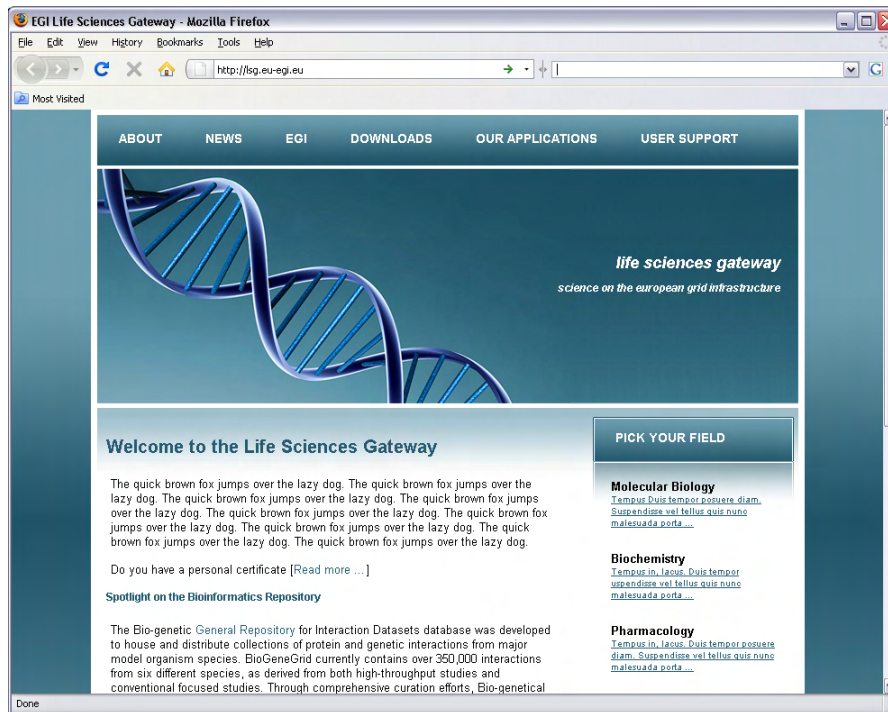 EGI Life Sciences Gateway - Mozilla Firefox
File Edit View History Bookmarks Tools Help
http://lsg.eu-egi.eu
G
Most Visited
ABOUT NEWS EGI DOWNLOADS OUR APPLICATIONS USER SUPPORT
life sciences gateway
science on the european grid infrastructure
Welcome to the Life Sciences Gateway
The quick brown fox jumps over the lazy dog. The quick brown fox jumps over the
lazy dog. The quick brown fox jumps over the lazy dog. The quick brown fox jumps
over the lazy dog. The quick brown fox jumps over the lazy dog. The quick brown fox
jumps over the lazy dog. The quick brown fox jumps over the lazy dog. The quick
brown fox jumps over the lazy dog. The quick brown fox jumps over the lazy dog.
Do you have a personal certificate [Read more ...]
Spotlight on the Bioinformatics Repository
The Bio-genetic General Repository for Interaction Datasets database was developed
to house and distribute collections of protein and genetic interactions from major
model organism species. BioGeneGrid currently contains over 350,000 interactions
from six different species, as derived from both high-throughput studies and
conventional focused studies. Through comprehensive curation efforts, Bio-genetical
PICK YOUR FIELD
Molecular Biology
Tempus Duis tempor posuere diam.
Suspendisse vel tellus quis nunc
malesuada porta ...
Biochemistry
Tempus in, lacus. Duis tempor
uspendisse vel tellus quis nunc
malesuada porta ...
Pharmacology
Tempus in, lacus. Duis tempor posuere
diam. Suspendisse vel tellus quis nunc
malesuada porta ...
Done